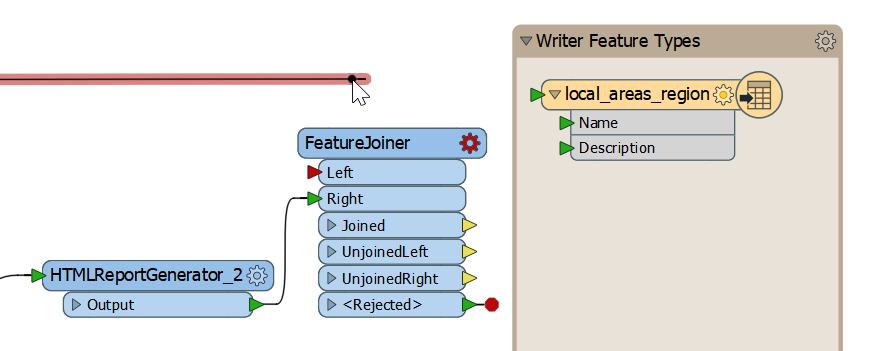 Writer Feature Types
local_areas_region
Name
Description
FeatureJoiner
Left
Right
Joined
UnjoinedLeft
UnjoinedRight
<Rejected>
HTMLReportGenerator_2
Output